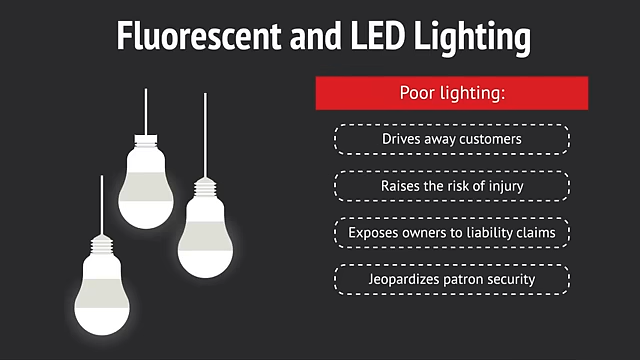 Fluorescent and LED Lighting
Poor lighting:
Drives away customers
Raises the risk of injury
Exposes owners to liability claims
Jeopardizes patron security